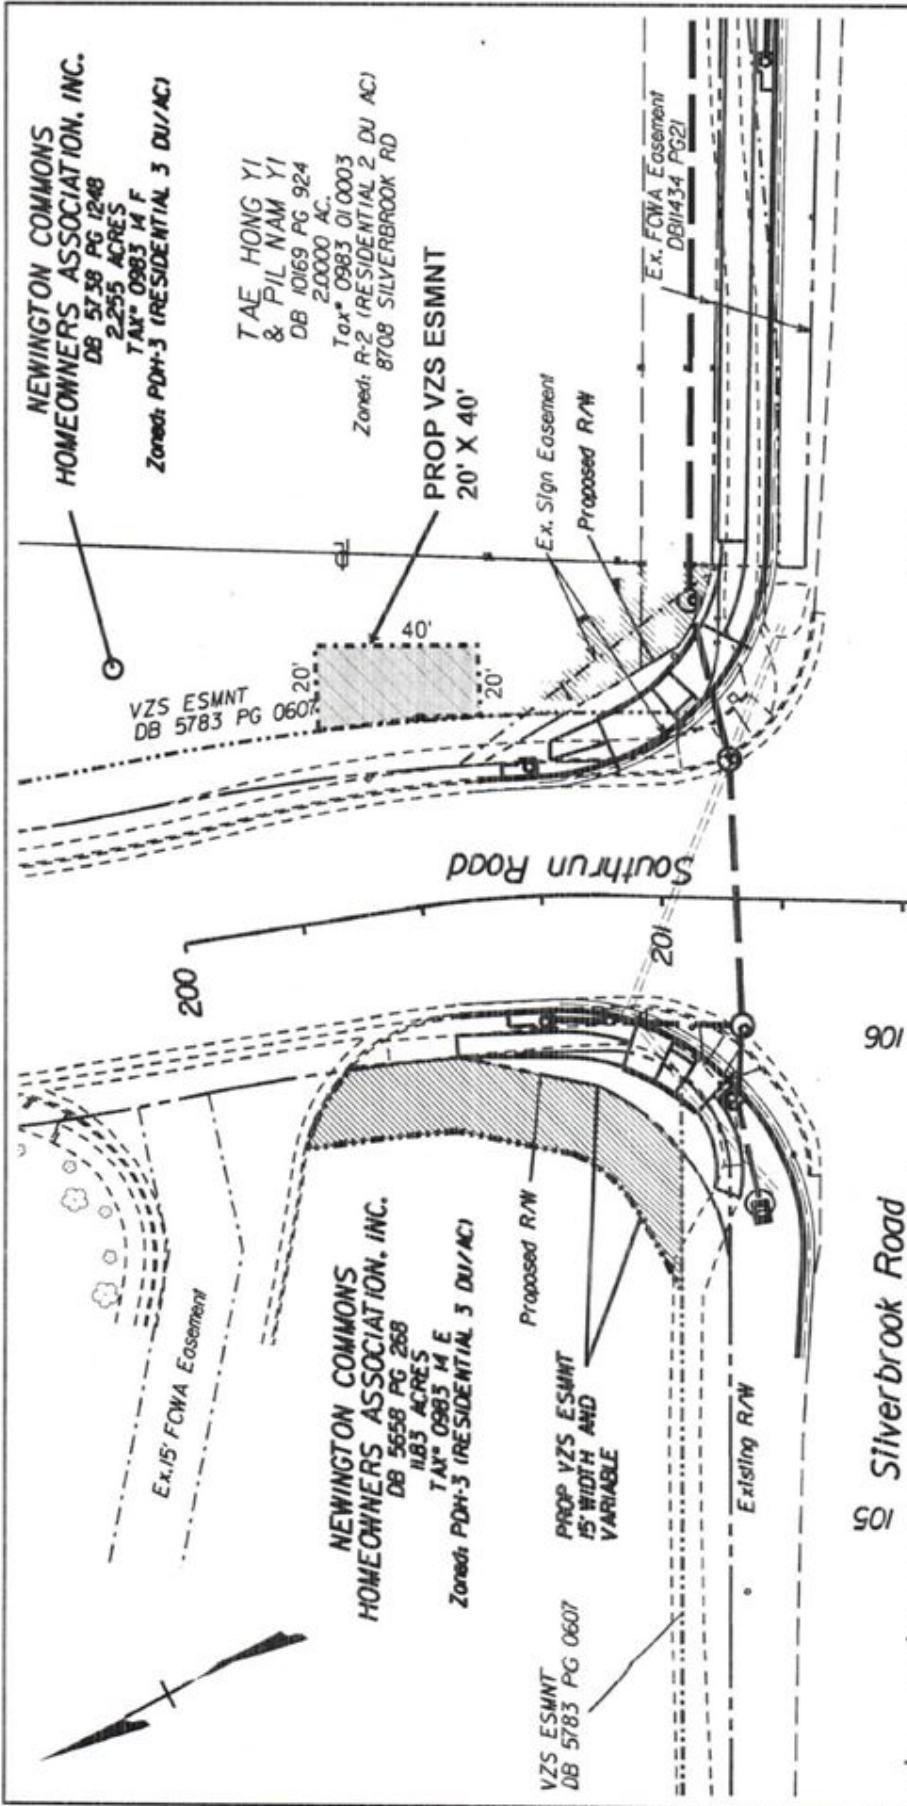 NEWINGTON COMMONS
HOMEOWNERS ASSOCIATION, INC.
DB 5738 PG 1248
2.255 ACRES
TAX# 0983 14 F
Zoned: PDH-3 (RESIDENTIAL 3 DU/AC)
TAE HONG YI
& PIL NAM YI
DB 10169 PG 924
2.0000 AC.
Tax# 0983 01 0003
Zoned: R-2 (RESIDENTIAL 2 DU AC)
8708 SILVERBROOK RD
PROP VZS ESMNT
20' X 40'
Ex. FCWA Easement
DB11434 PG21
Ex. Sign Easement
Proposed R/W
VZS ESMNT
DB 5783 PG 0607
20'
40'
20'
Southrun Road
200
201
Ex.15' FCWA Easement
NEWINGTON COMMONS
HOMEOWNERS ASSOCIATION, INC.
DB 5658 PG 268
11.83 ACRES
TAX# 0983 14 E
Zoned: PDH-3 (RESIDENTIAL 3 DU/AC)
Proposed R/W
PROP VZS ESMNT
15' WIDTH AND
VARIABLE
VZS ESMNT
DB 5783 PG 0607
Existing R/W
105
106
Silverbrook Road